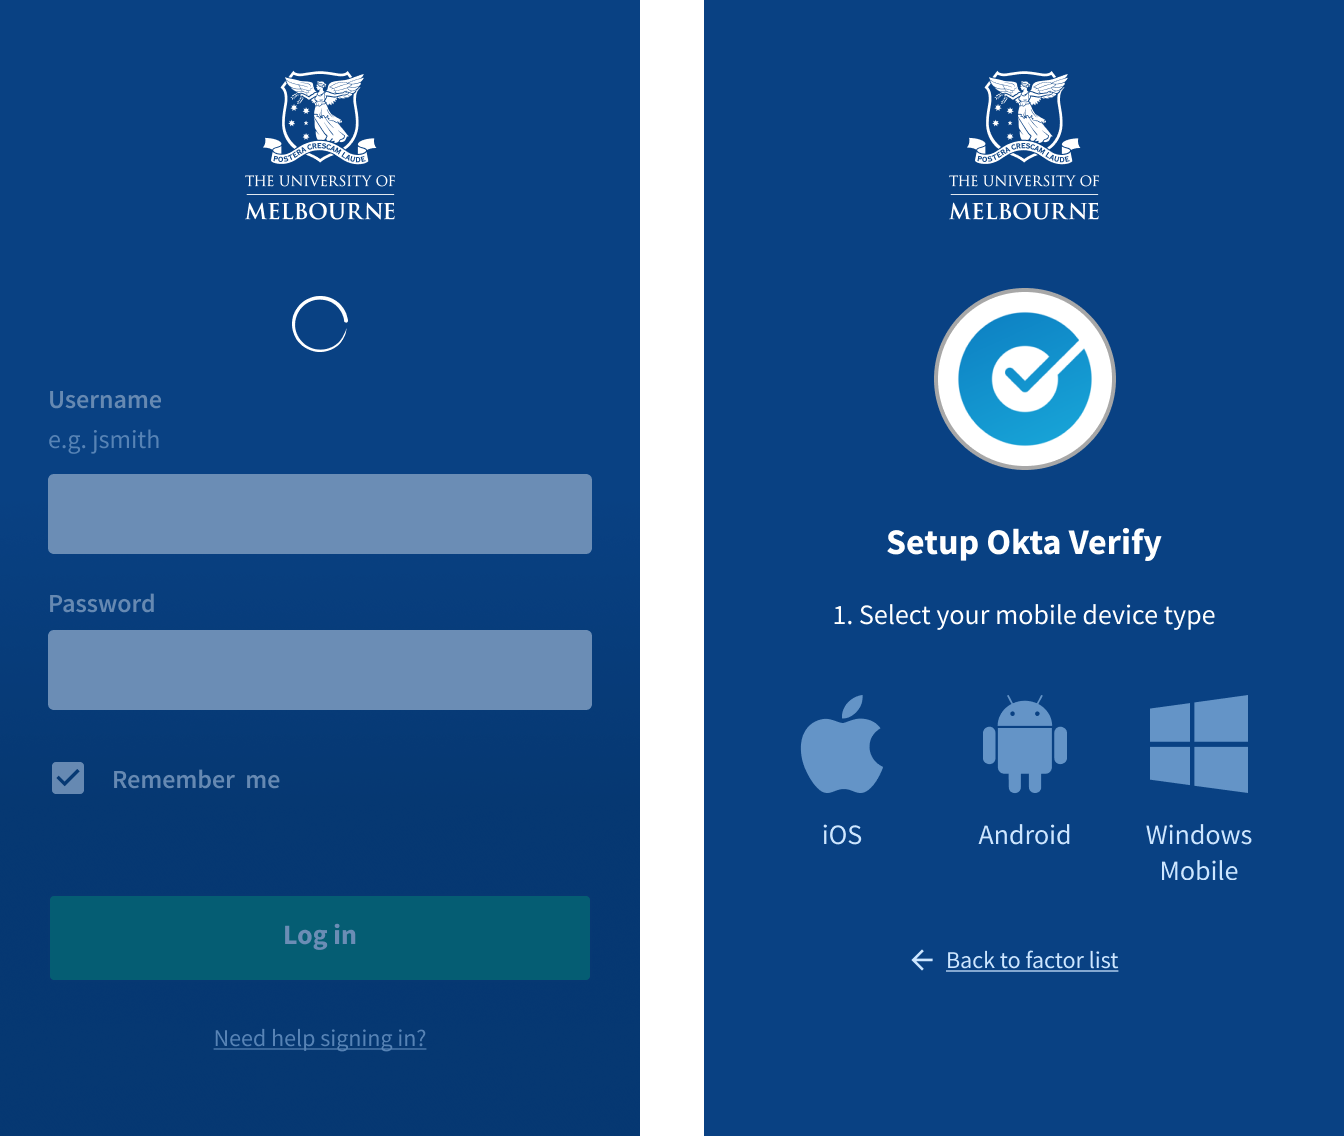 POSTERA CRESCAM LAUDE
THE UNIVERSITY OF
MELBOURNE
Username
e.g. jsmith
Password
Remember me
Log in
Need help signing in?
POSTERA CRESCAM LAUDE
THE UNIVERSITY OF
MELBOURNE
Setup Okta Verify
1. Select your mobile device type
iOS
Android
Windows
Mobile
Back to factor list